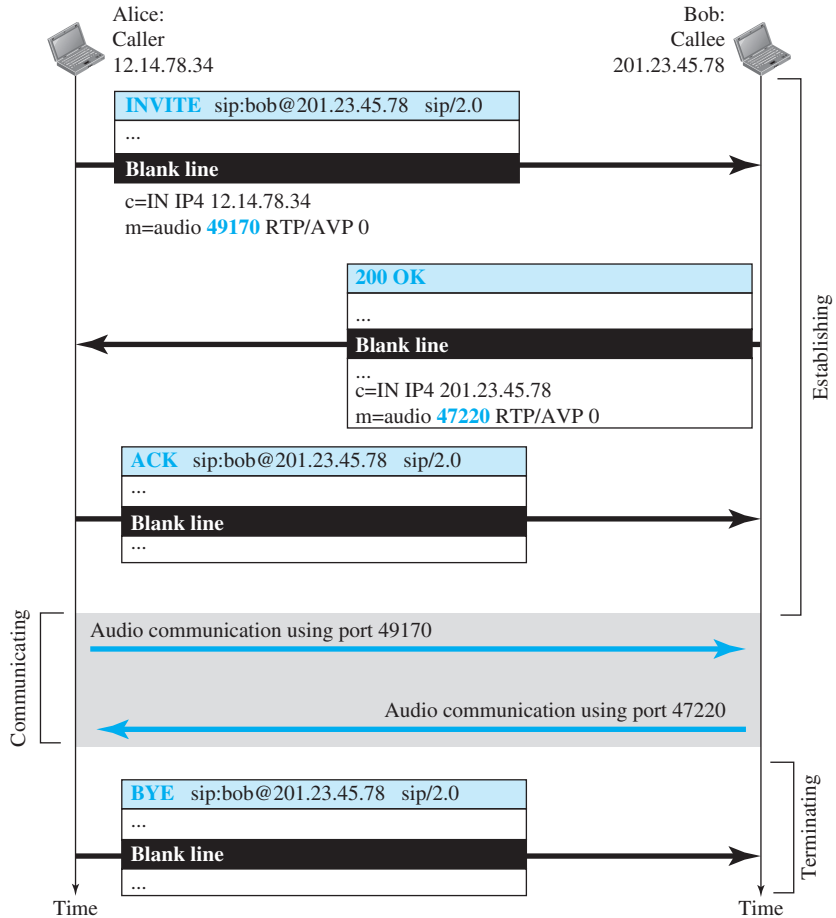 Alice:
Caller
12.14.78.34
Bob:
Callee
201.23.45.78
INVITE sip:bob@201.23.45.78 sip/2.0
...
Blank line
c=IN IP4 12.14.78.34
m=audio 49170 RTP/AVP 0
200 OK
...
Blank line
...
c=IN IP4 201.23.45.78
m=audio 47220 RTP/AVP 0
Establishing
ACK sip:bob@201.23.45.78 sip/2.0
...
Blank line
...
Communicating
Audio communication using port 49170
Audio communication using port 47220
BYE sip:bob@201.23.45.78 sip/2.0
...
Blank line
...
Terminating
Time
Time